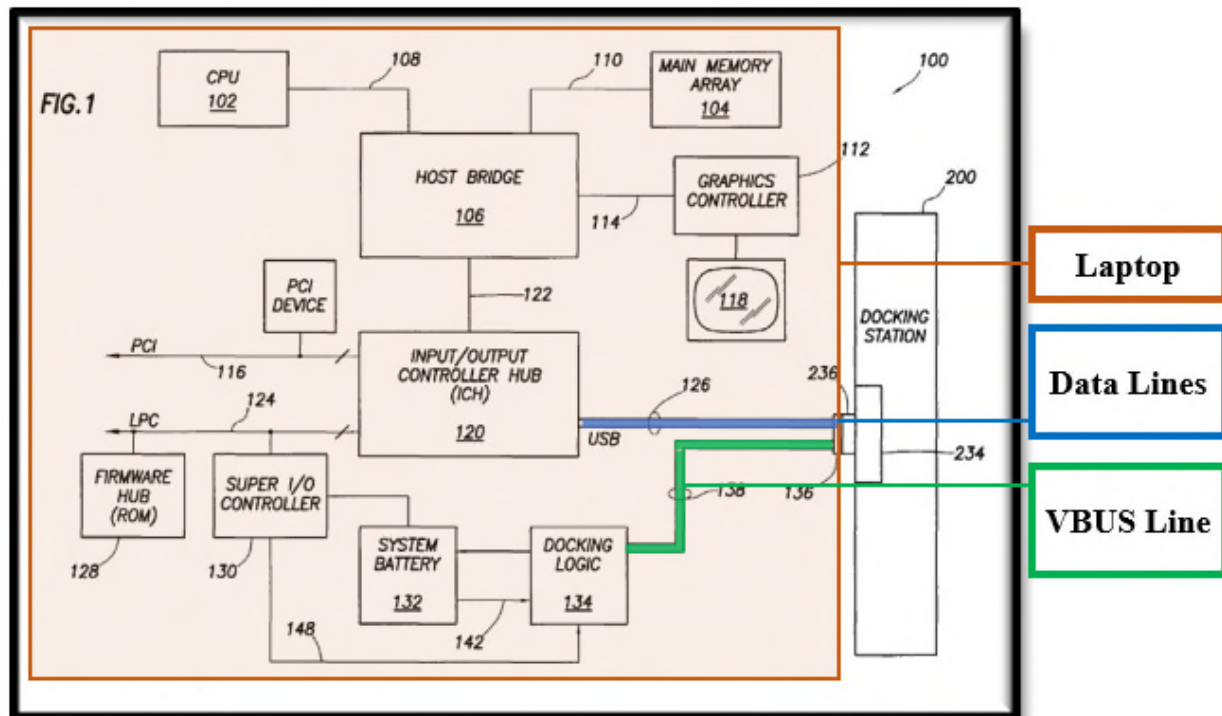 FIG.1
CPU
102
108
110
MAIN MEMORY
ARRAY
104
100
HOST BRIDGE
106
112
GRAPHICS
CONTROLLER
114
118
200
DOCKING
STATION
Laptop
PCI
DEVICE
122
PCI
116
INPUT/OUTPUT
CONTROLLER HUB
(ICH)
120
124
LPC
126
USB
236
234
136
138
Data Lines
VBUS Line
FIRMWARE
HUB
(ROM)
128
SUPER I/O
CONTROLLER
130
SYSTEM
BATTERY
132
DOCKING
LOGIC
134
142
148